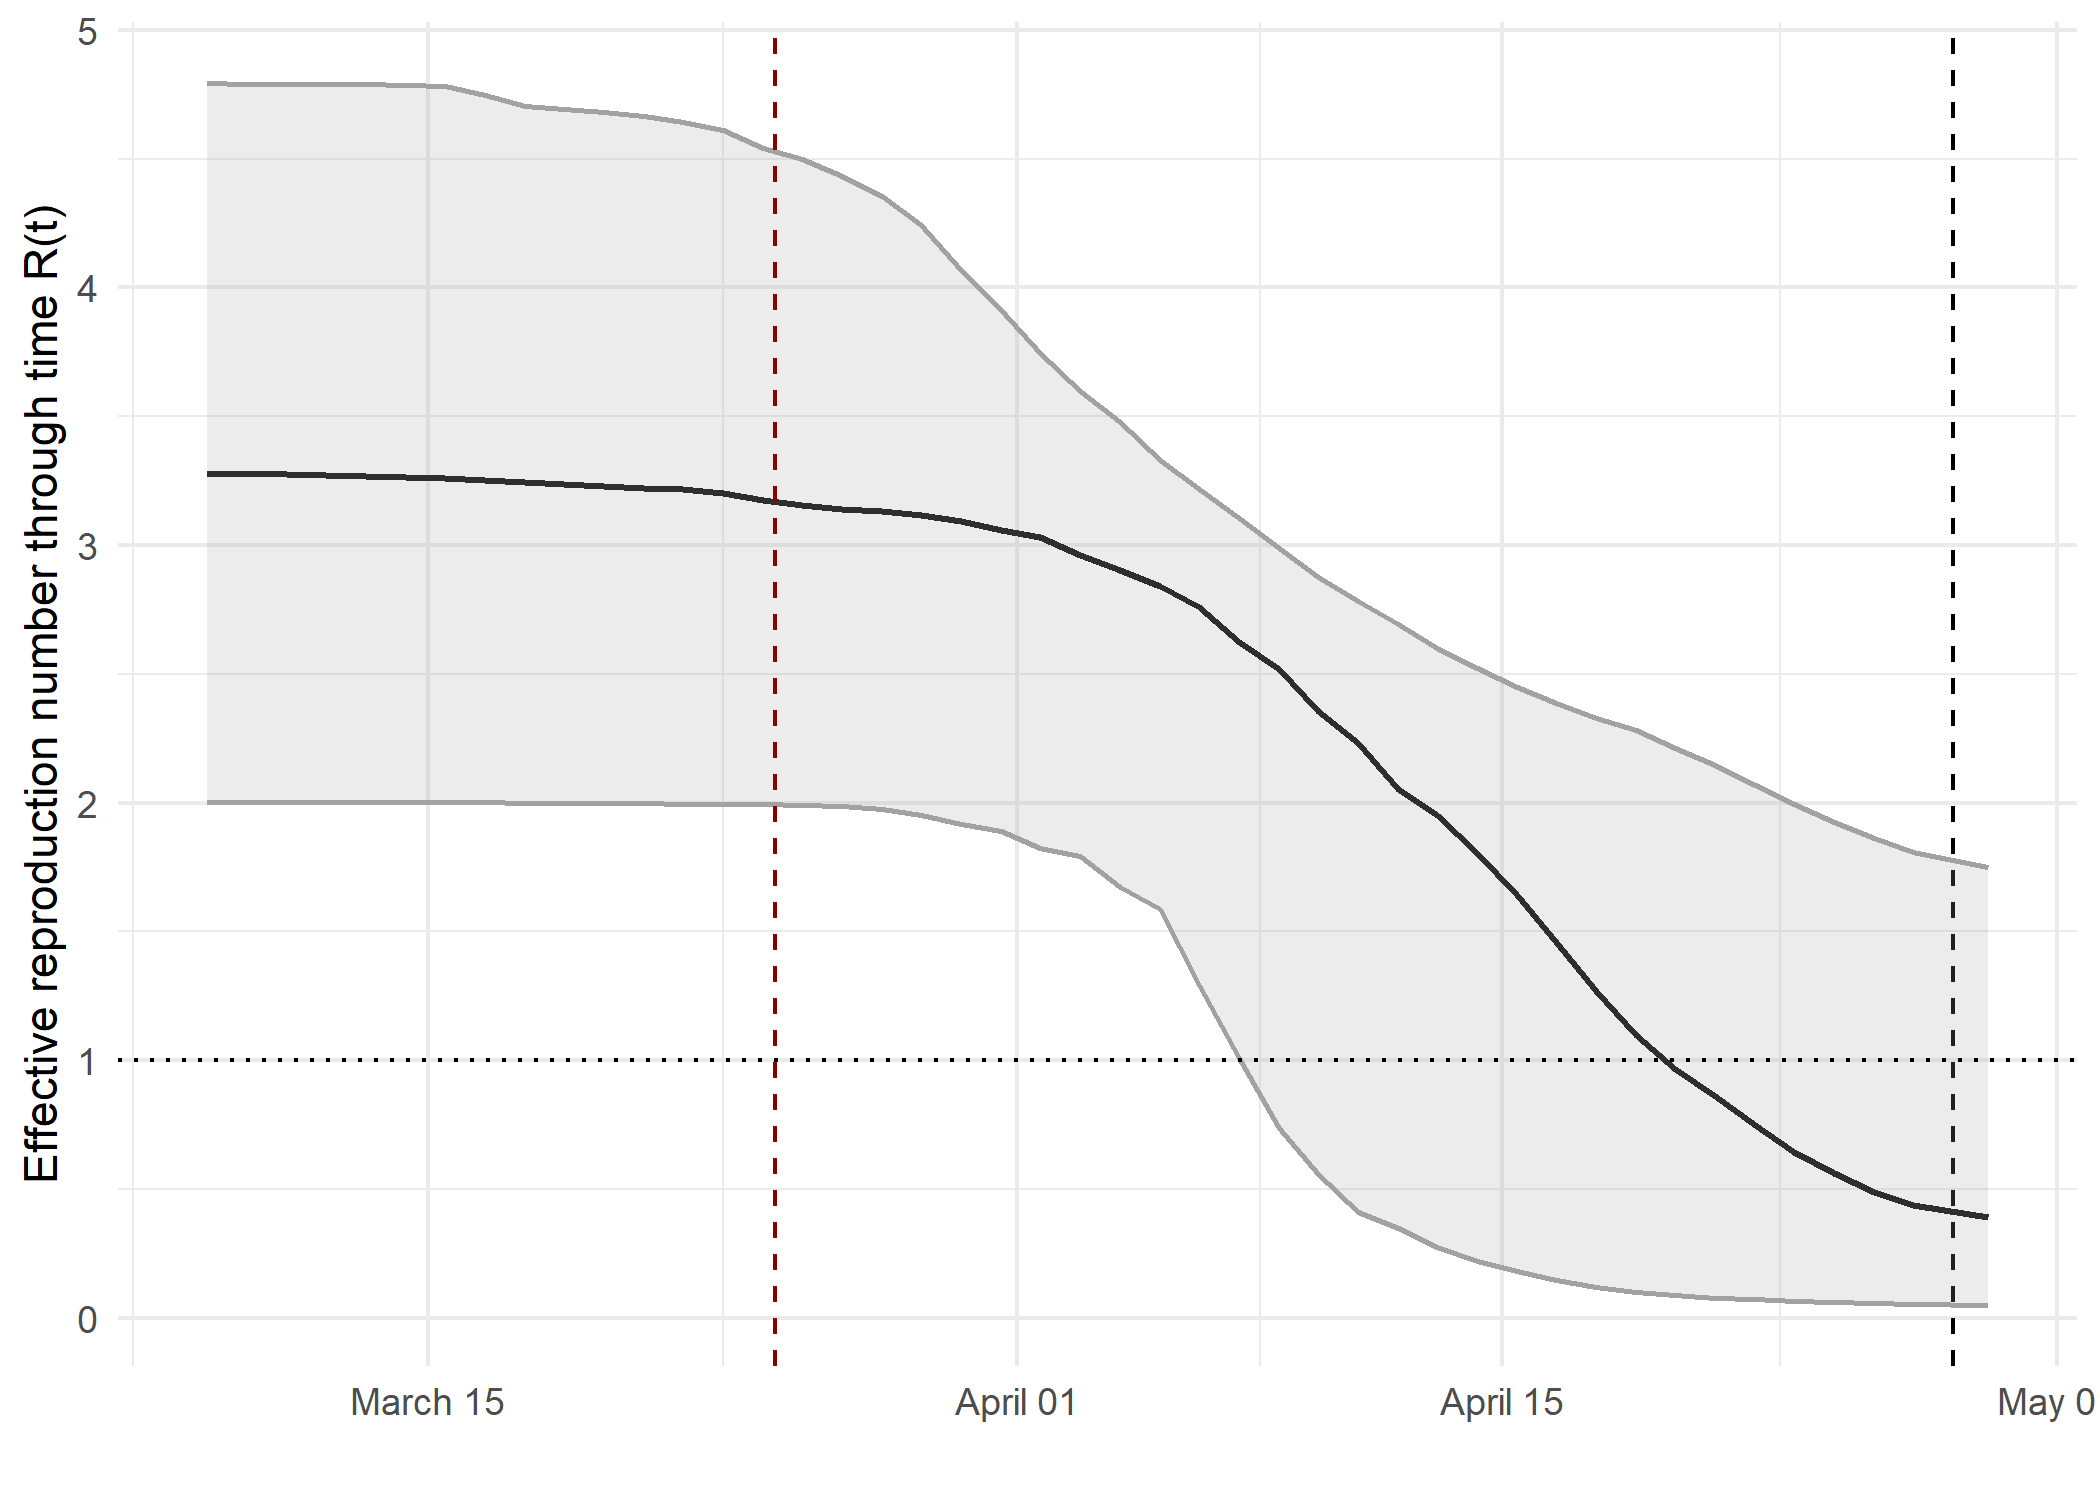 Effective reproduction number through time R(t)
5
4
3
2
1
0
March 15
April 01
April 15
May 0